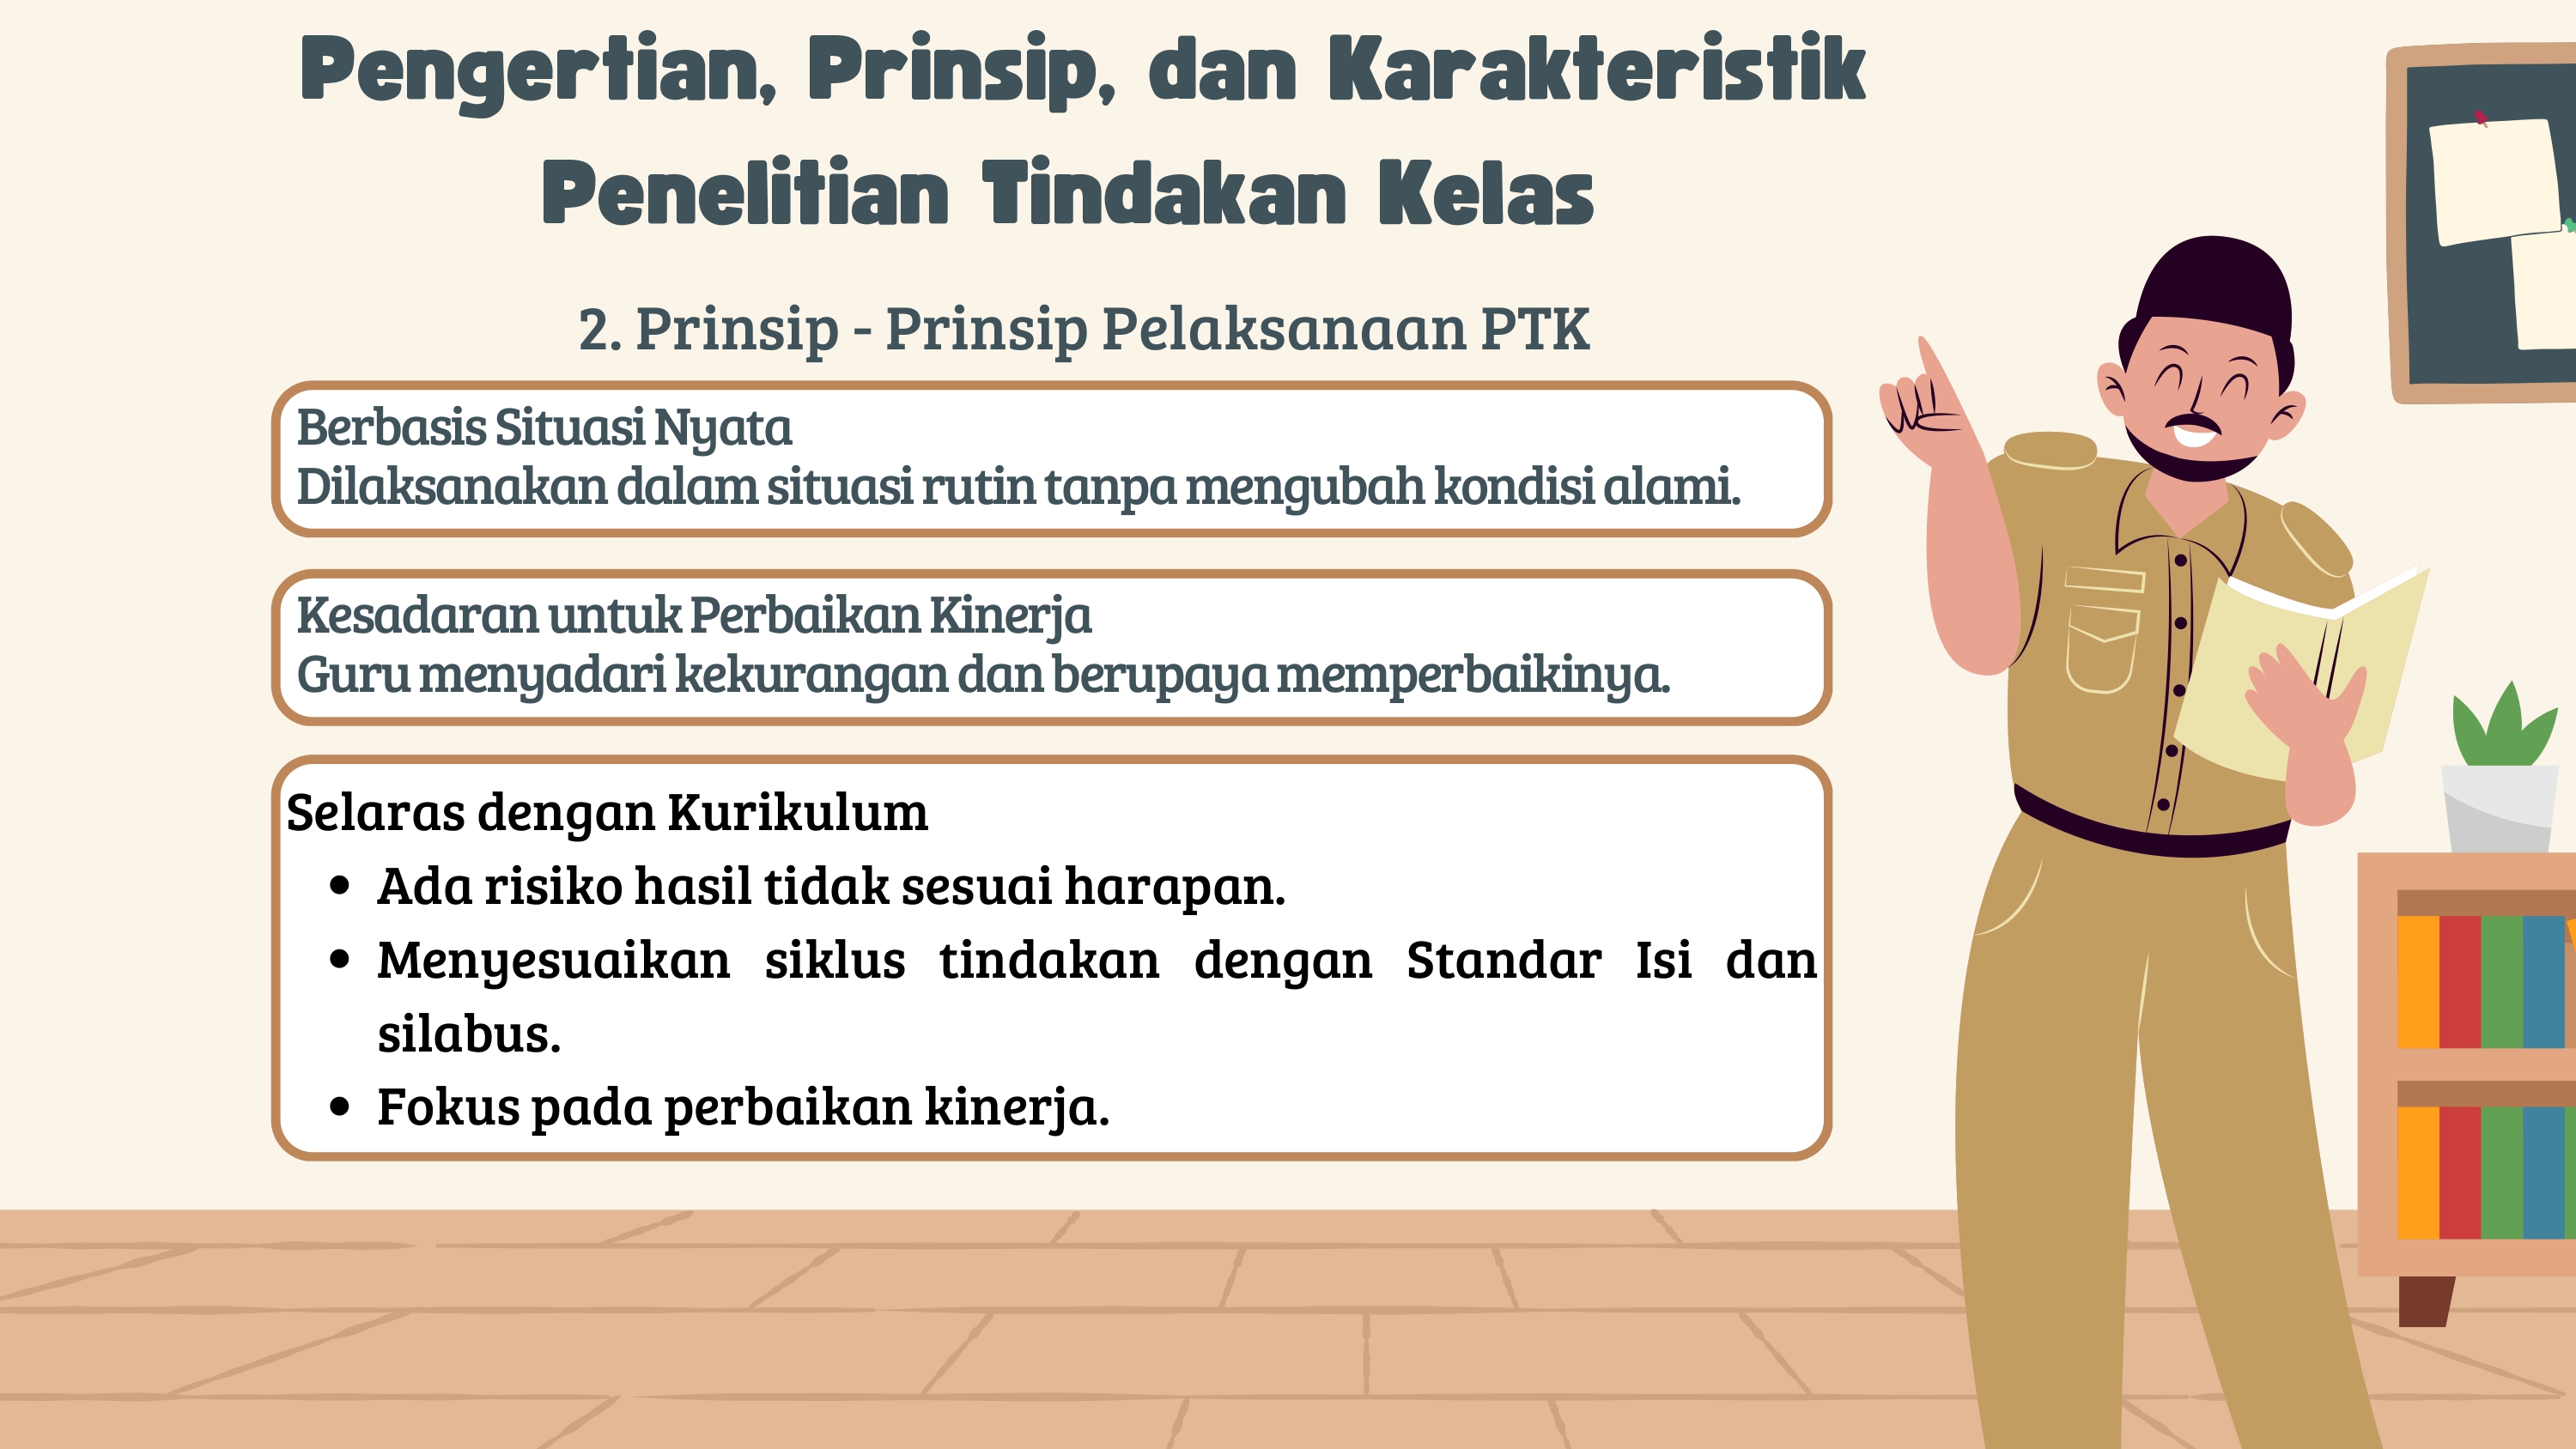 Pengertian, Prinsip, dan Karakteristik
Penelitian Tindakan Kelas
2. Prinsip - Prinsip Pelaksanaan PTK
Berbasis Situasi Nyata
Dilaksanakan dalam situasi rutin tanpa mengubah kondisi alami.
Kesadaran untuk Perbaikan Kinerja
Guru menyadari kekurangan dan berupaya memperbaikinya.
Selaras dengan Kurikulum
• Ada risiko hasil tidak sesuai harapan.
• Menyesuaikan siklus tindakan dengan Standar Isi dan
silabus.
• Fokus pada perbaikan kinerja.